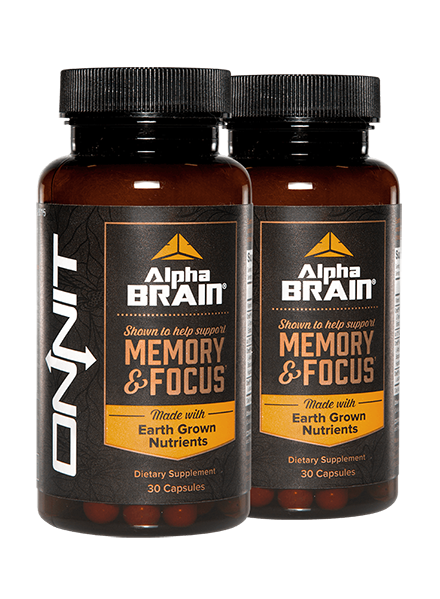 ONNIT
Alpha
BRAIN®
Shown to help support
MEMORY
& FOCUS
Made with
Earth Grown
Nutrients
Dietary Supplement
30 Capsules
Alpha
BRAIN®
Shown to help support
MEMORY
& FOCUS
Made with
Earth Grown
Nutrients
Dietary Supplement
30 Capsules